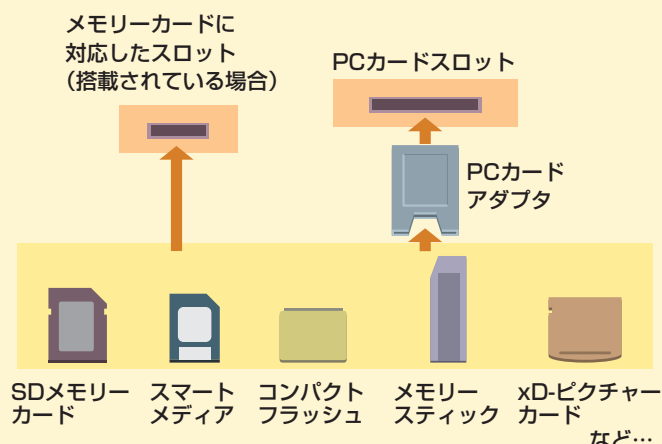 メモリーカードに
対応したスロット
（搭載されている場合）
PCカードスロット
PCカード
アダプタ
SDメモリー
カード
スマート
メディア
コンパクト
フラッシュ
メモリー
スティック
xD-ピクチャー
カード
など…